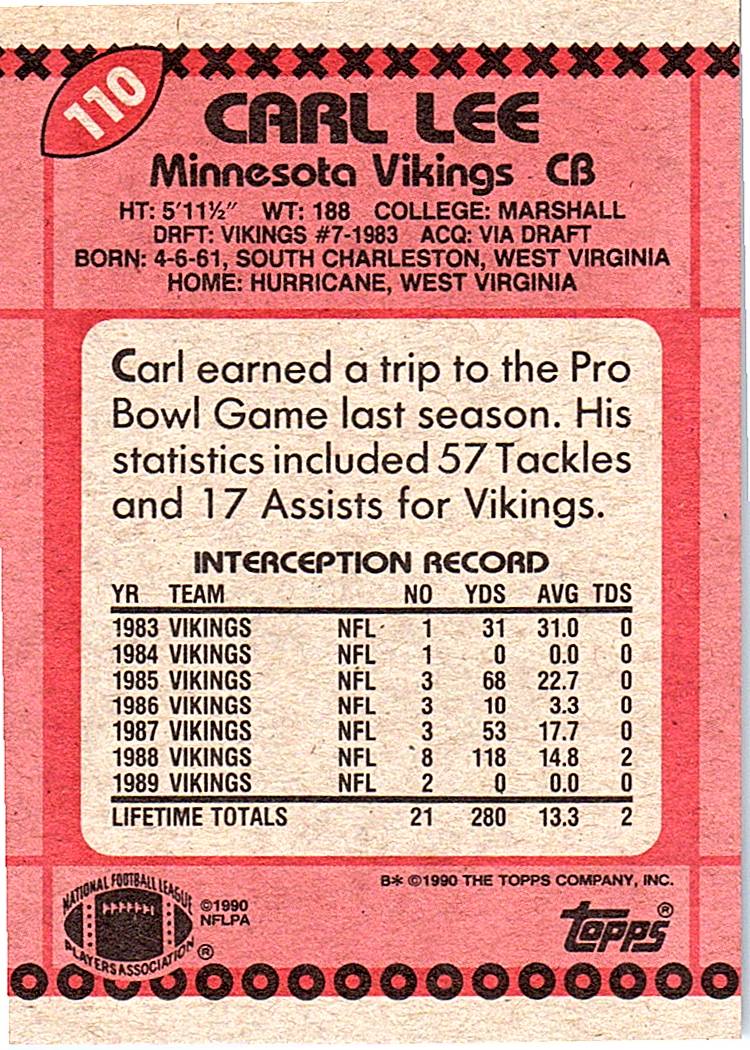 110
CARL LEE
Minnesota Vikings CB
HT: 5'11½" WT: 188 COLLEGE: MARSHALL
DRFT: VIKINGS #7-1983 ACQ: VIA DRAFT
BORN: 4-6-61, SOUTH CHARLESTON, WEST VIRGINIA
HOME: HURRICANE, WEST VIRGINIA
Carl earned a trip to the Pro
Bowl Game last season. His
statistics included 57 Tackles
and 17 Assists for Vikings.
INTERCEPTION RECORD
YR TEAM NO YDS AVG TDS
1983 VIKINGS NFL 1 31 31.0 0
1984 VIKINGS NFL 1 0 0.0 0
1985 VIKINGS NFL 3 68 22.7 0
1986 VIKINGS NFL 3 10 3.3 0
1987 VIKINGS NFL 3 53 17.7 0
1988 VIKINGS NFL 8 118 14.8 2
1989 VIKINGS NFL 2 0 0.0 0
LIFETIME TOTALS 21 280 13.3 2
B* ©1990 THE TOPPS COMPANY, INC.
NATIONAL FOOTBALL LEAGUE
PLAYERS ASSOCIATION ®
©1990
NFLPA
topps ®